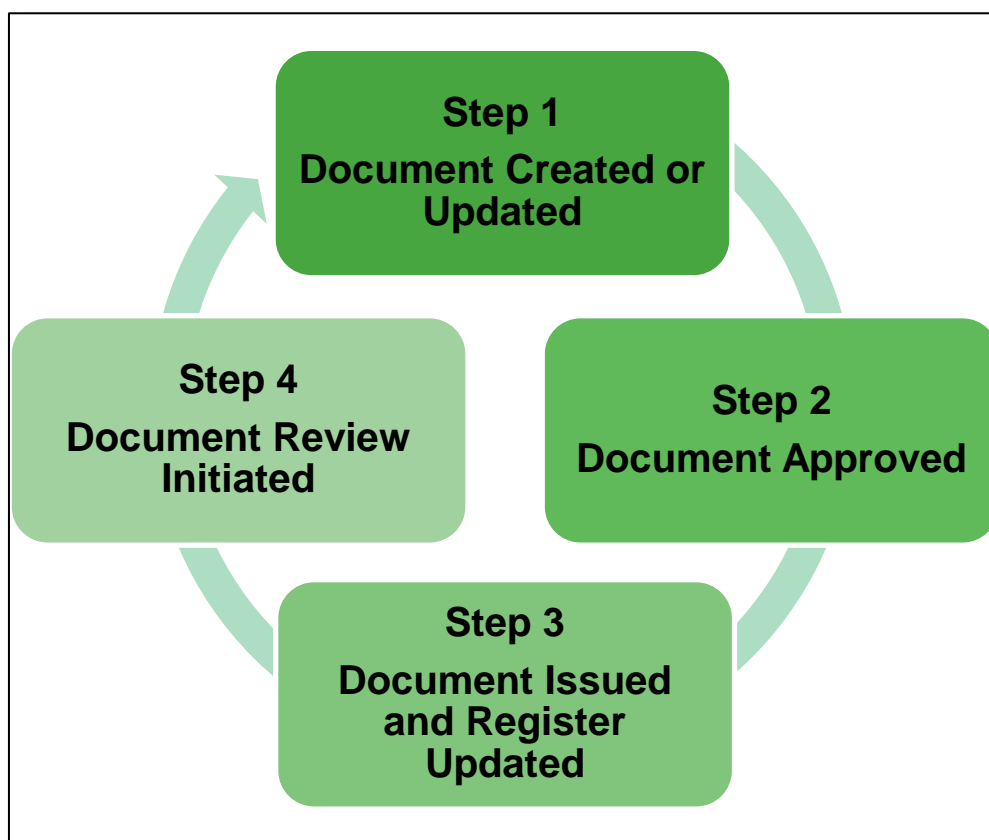 Step 1
Document Created or
Updated
Step 2
Document Approved
Step 3
Document Issued
and Register
Updated
Step 4
Document Review
Initiated